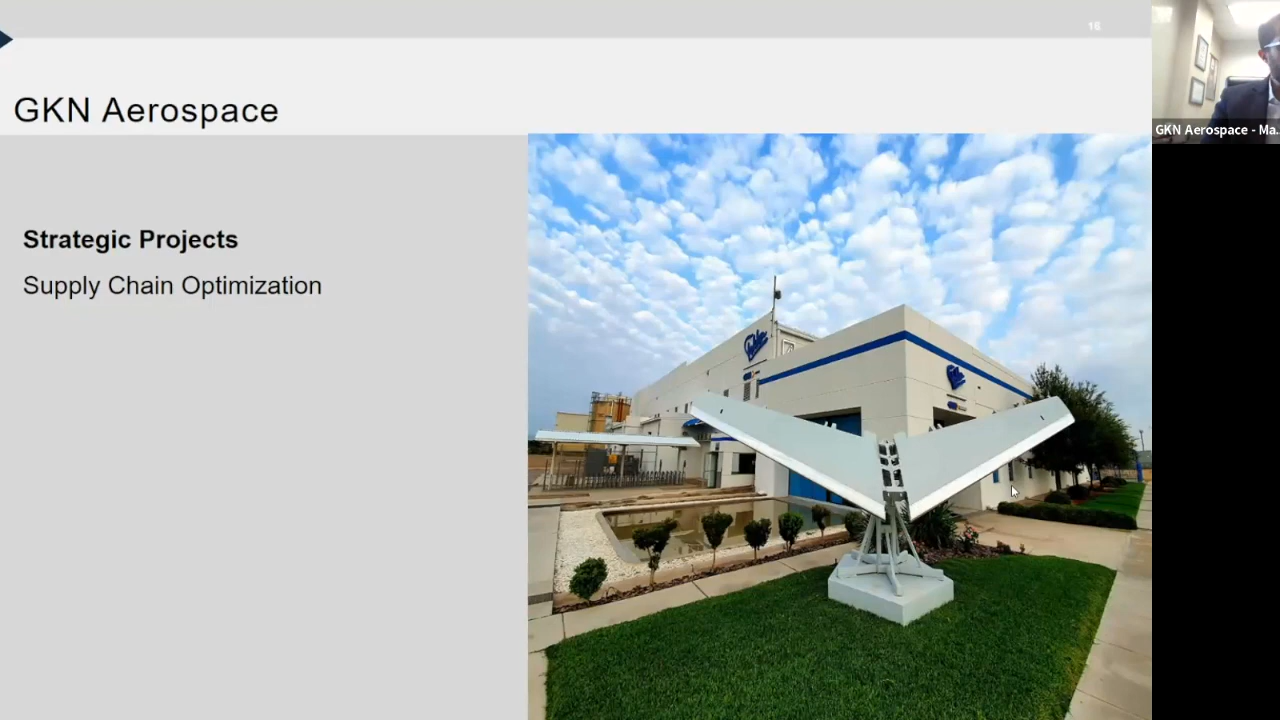 16
GKN Aerospace - Ma...
GKN Aerospace
Strategic Projects
Supply Chain Optimization